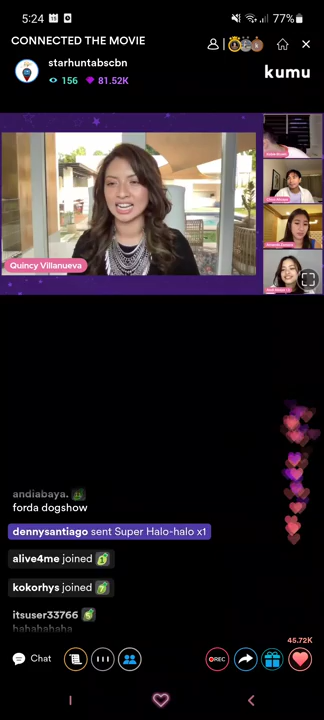 5:24
77%
CONNECTED THE MOVIE
starhuntabscbn
156
81.52K
kumu
Quincy Villanueva
andiabaya.
forda dogshow
dennysantiago sent Super Halo-halo x1
alive4me joined
kokorhys joined
itsuser33766
hahahahaha
45.72K
Chat
REC